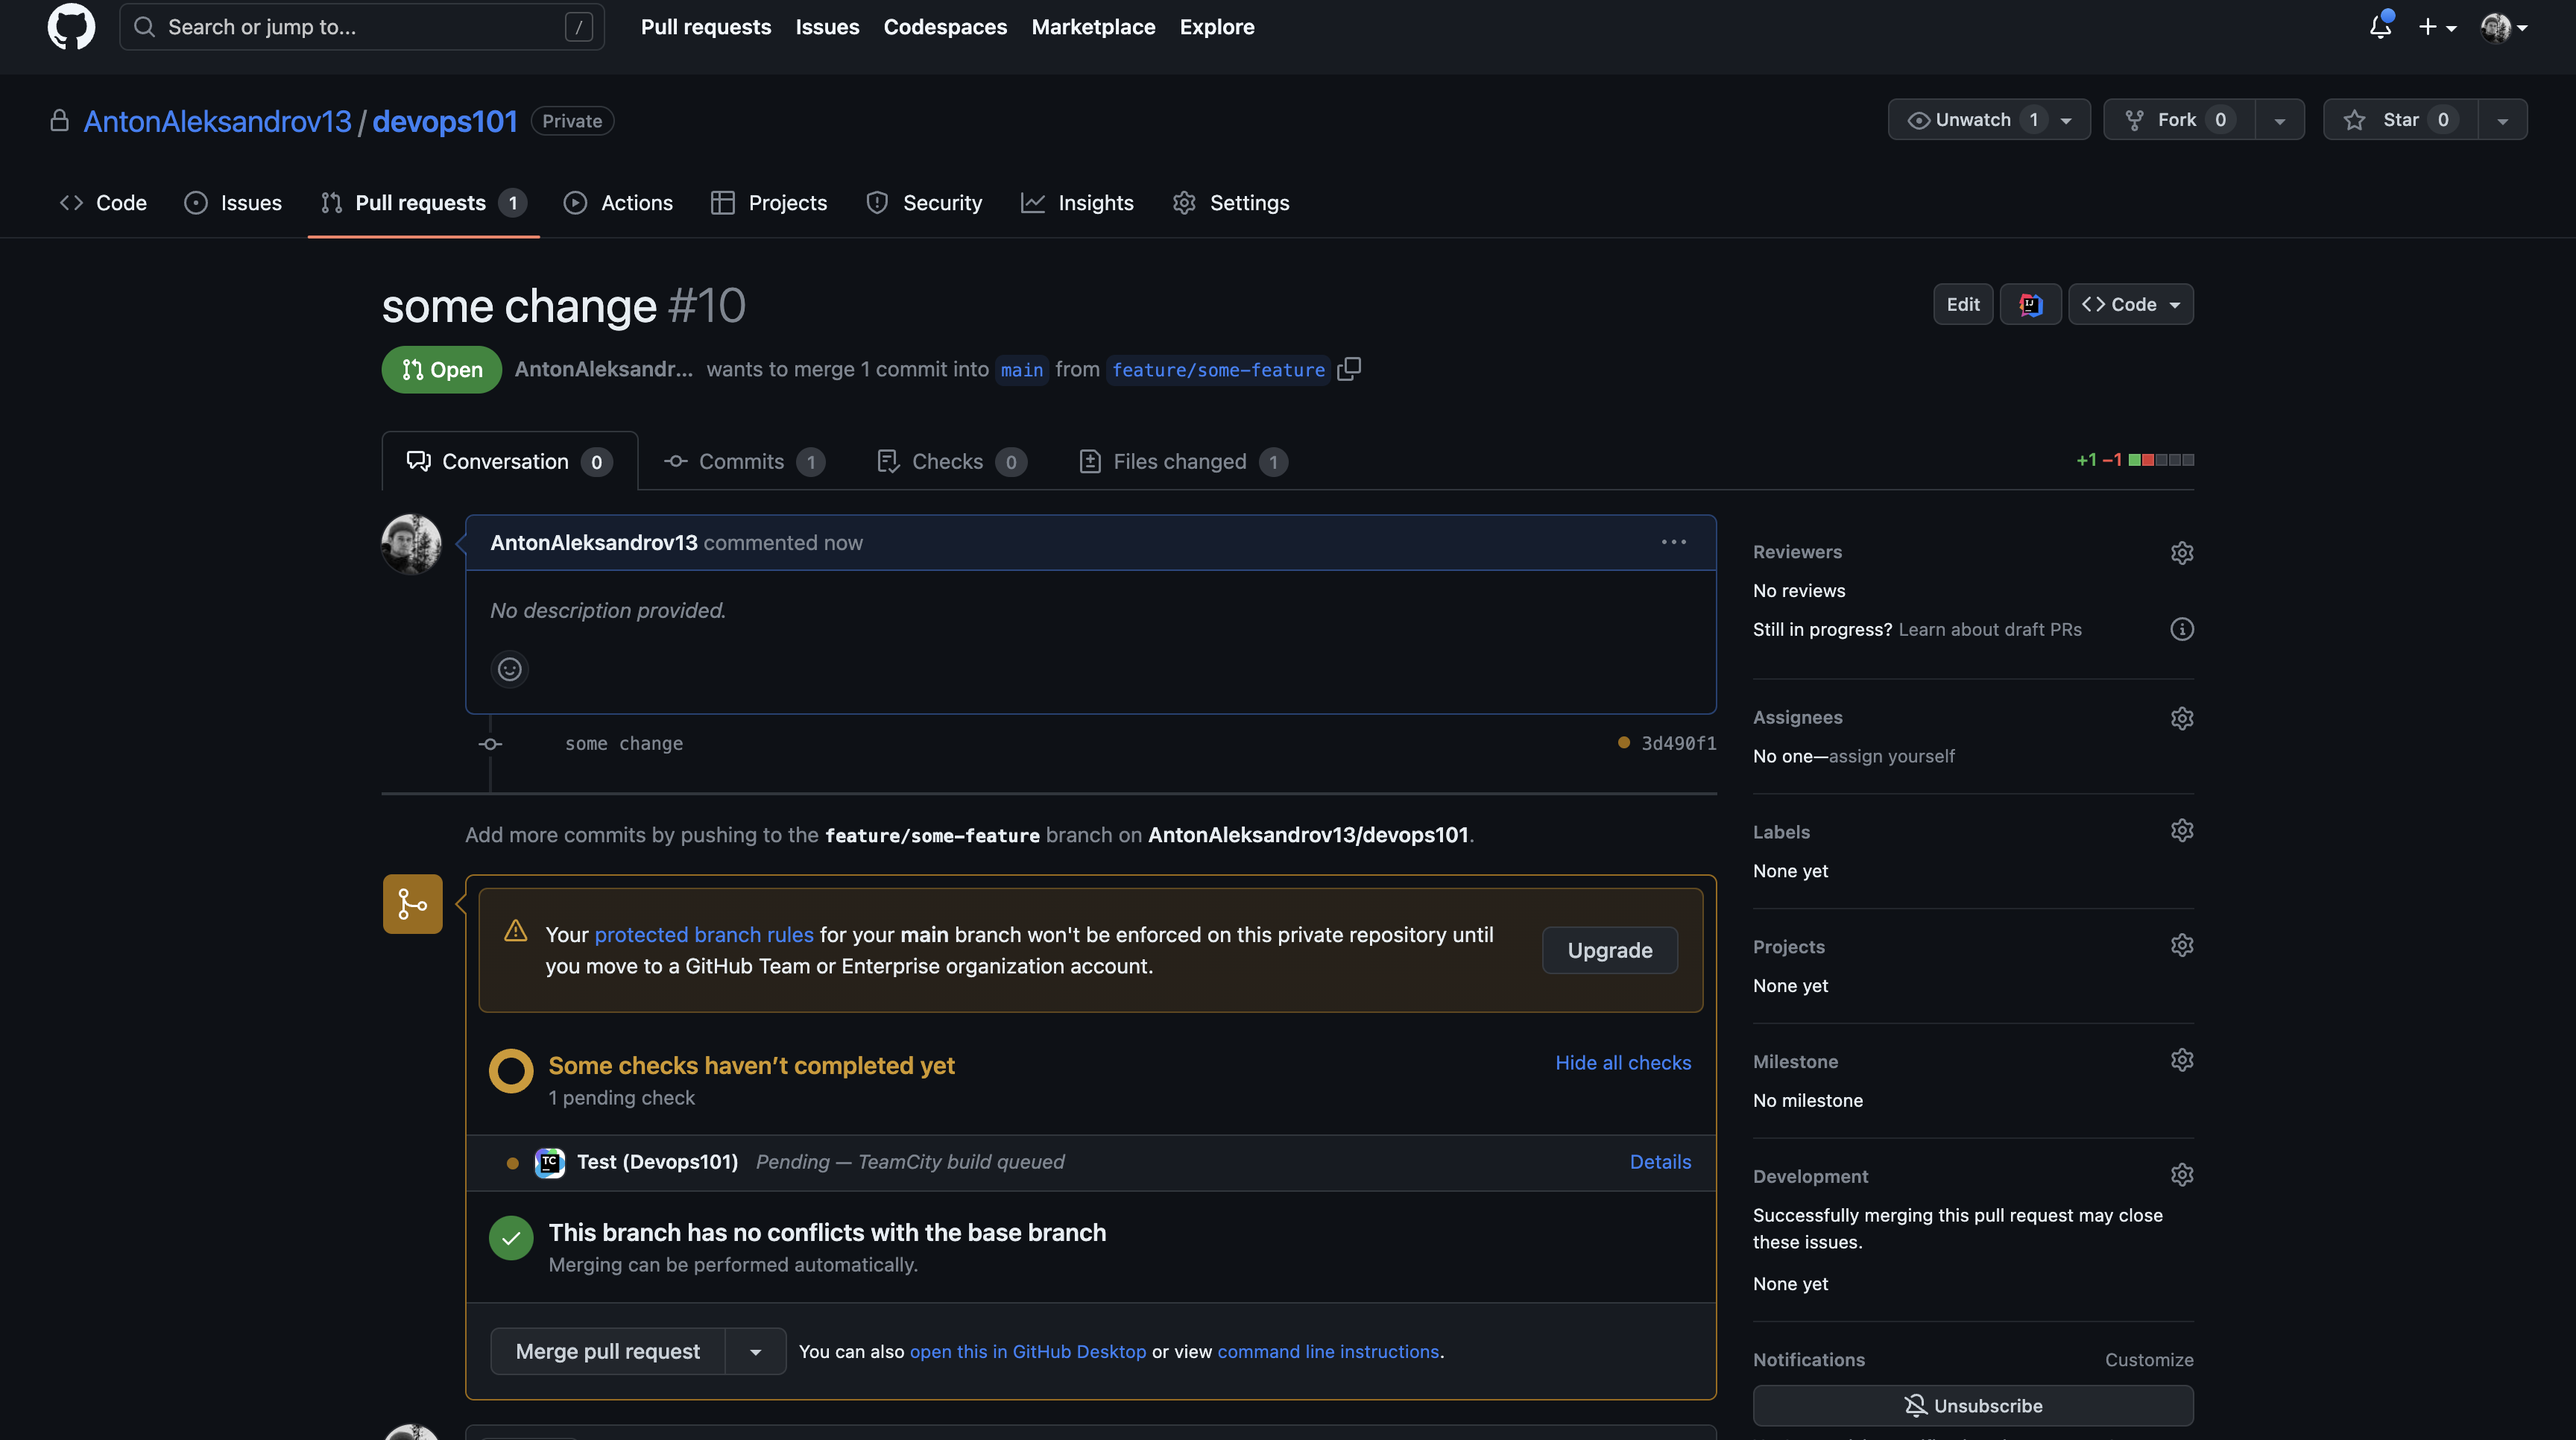 Search or jump to...
/
Pull requests
Issues
Codespaces
Marketplace
Explore
AntonAleksandrov13 / devops101
Private
Unwatch 1
Fork 0
Star 0
Code
Issues
Pull requests 1
Actions
Projects
Security
Insights
Settings
some change #10
Edit
IJ
Code
Open
AntonAleksandr... wants to merge 1 commit into main from feature/some-feature
Conversation 0
Commits 1
Checks 0
Files changed 1
+1 −1
AntonAleksandrov13 commented now
No description provided.
some change
3d490f1
Add more commits by pushing to the feature/some-feature branch on AntonAleksandrov13/devops101.
Your protected branch rules for your main branch won't be enforced on this private repository until
you move to a GitHub Team or Enterprise organization account.
Upgrade
Some checks haven’t completed yet
1 pending check
Hide all checks
TC
Test (Devops101) Pending — TeamCity build queued
Details
This branch has no conflicts with the base branch
Merging can be performed automatically.
Merge pull request
You can also open this in GitHub Desktop or view command line instructions.
Reviewers
No reviews
Still in progress? Learn about draft PRs
Assignees
No one—assign yourself
Labels
None yet
Projects
None yet
Milestone
No milestone
Development
Successfully merging this pull request may close
these issues.
None yet
Notifications
Customize
Unsubscribe